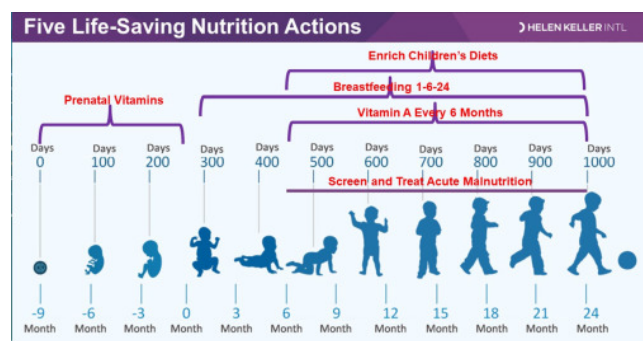 Five Life-Saving Nutrition Actions
HELEN KELLER INTL
Enrich Children's Diets
Breastfeeding 1-6-24
Prenatal Vitamins
Vitamin A Every 6 Months
Days Days Days Days Days Days Days Days Days Days Days
0 100 200 300 400 500 600 700 800 900 1000
Screen and Treat Acute Malnutrition
-9 -6 -3 0 3 6 9 12 15 18 21 24
Month Month Month Month Month Month Month Month Month Month Month Month